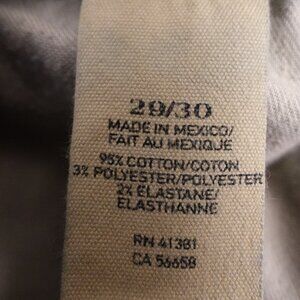 29/30
MADE IN MEXICO/
FAIT AU MEXIQUE
95% COTTON/COTON
3% POLYESTER/POLYESTER
2% ELASTANE/
ELASTHANNE
RN 41381
CA 56658